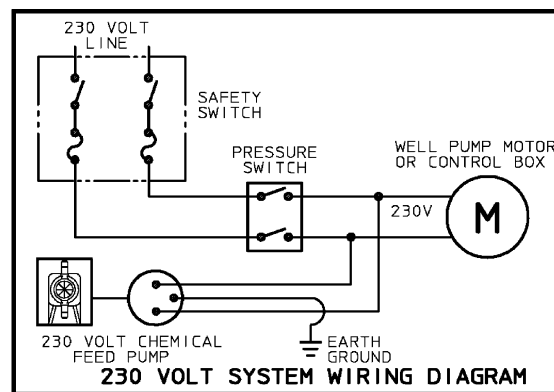 230 VOLT
LINE
SAFETY
SWITCH
PRESSURE
SWITCH
WELL PUMP MOTOR
OR CONTROL BOX
230V
M
230 VOLT CHEMICAL
FEED PUMP
EARTH
GROUND
230 VOLT SYSTEM WIRING DIAGRAM